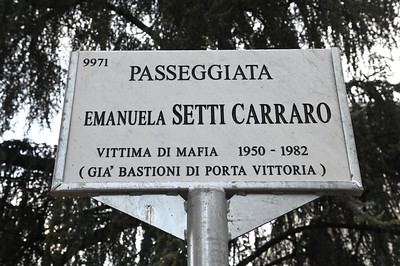 9971
PASSEGGIATA
EMANUELA SETTI CARRARO
VITTIMA DI MAFIA 1950 - 1982
( GIA' BASTIONI DI PORTA VITTORIA )